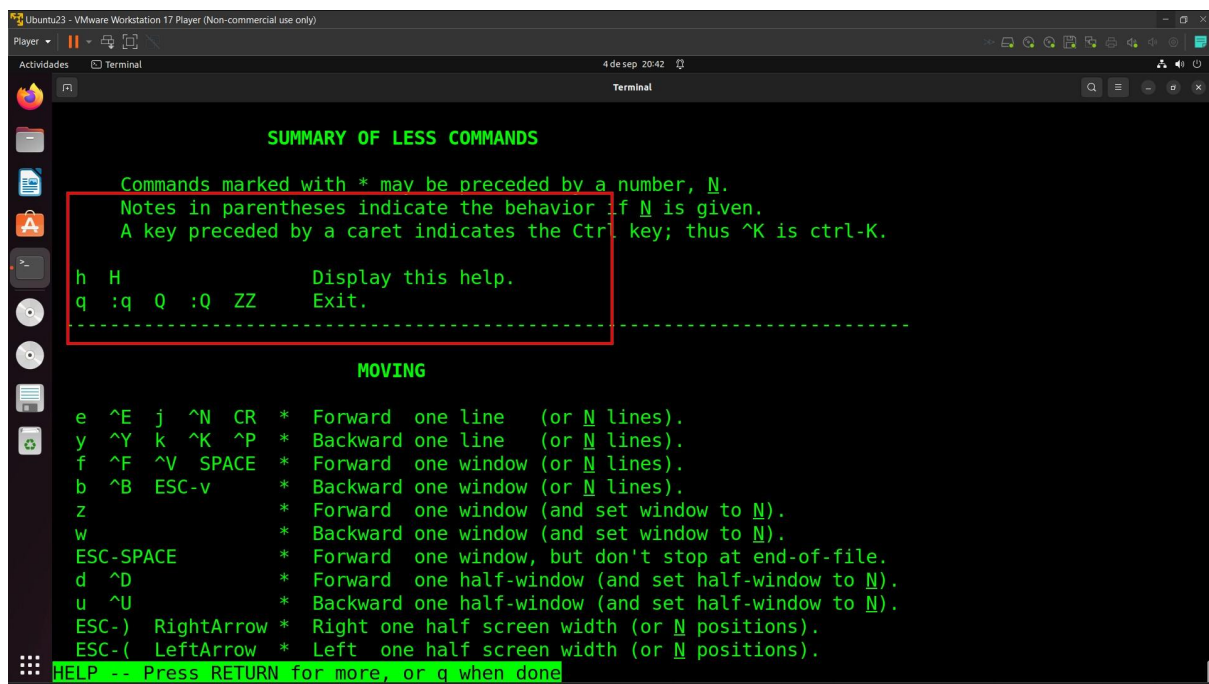 Ubuntu23 - VMware Workstation 17 Player (Non-commercial use only)
Player
Actividades Terminal 4 de sep 20:42
Terminal
SUMMARY OF LESS COMMANDS
Commands marked with * may be preceded by a number, N.
Notes in parentheses indicate the behavior if N is given.
A key preceded by a caret indicates the Ctrl key; thus ^K is ctrl-K.
h H Display this help.
q :q Q :Q ZZ Exit.
---------------------------------------------------------------------------
MOVING
e ^E j ^N CR * Forward one line (or N lines).
y ^Y k ^K ^P * Backward one line (or N lines).
f ^F ^V SPACE * Forward one window (or N lines).
b ^B ESC-v * Backward one window (or N lines).
z * Forward one window (and set window to N).
w * Backward one window (and set window to N).
ESC-SPACE * Forward one window, but don't stop at end-of-file.
d ^D * Forward one half-window (and set half-window to N).
u ^U * Backward one half-window (and set half-window to N).
ESC-) RightArrow * Right one half screen width (or N positions).
ESC-( LeftArrow * Left one half screen width (or N positions).
HELP -- Press RETURN for more, or q when done